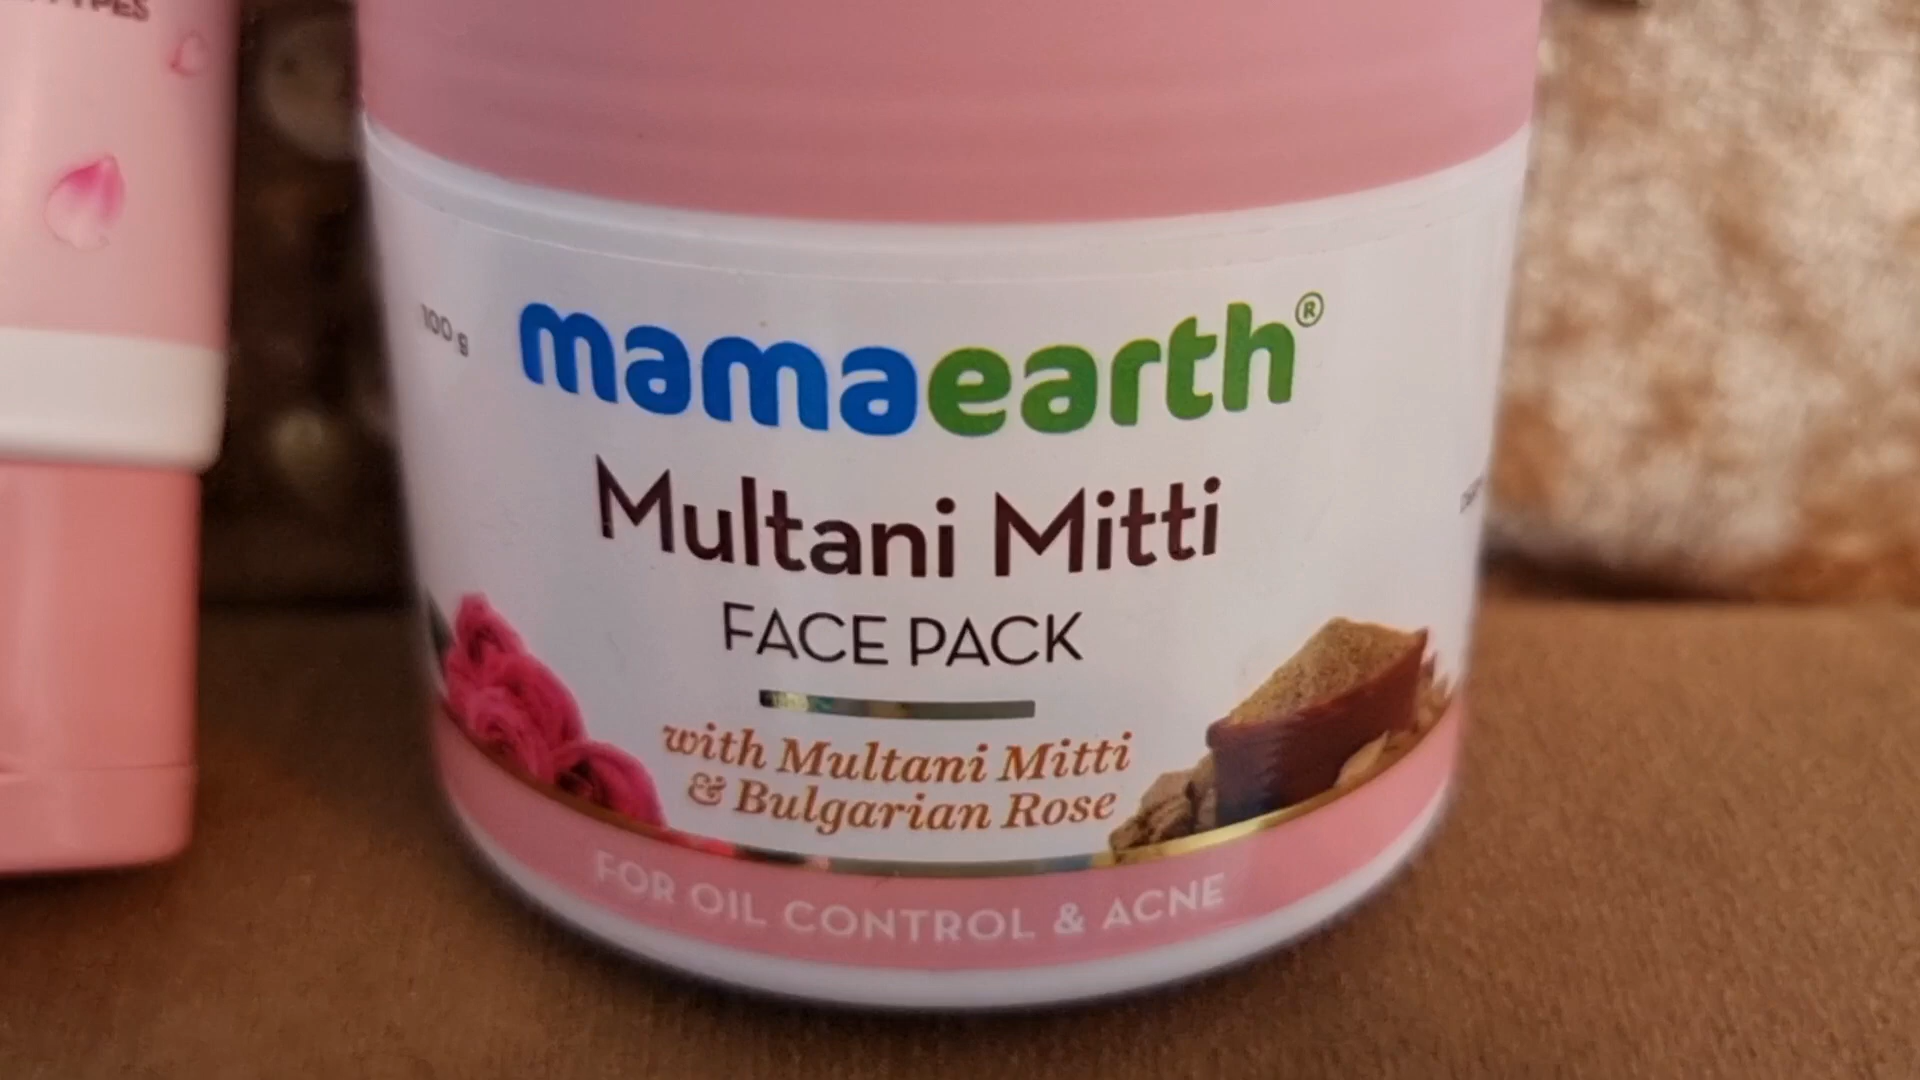 100 g
mamaearth®
Multani Mitti
FACE PACK
with Multani Mitti
& Bulgarian Rose
FOR OIL CONTROL & ACNE